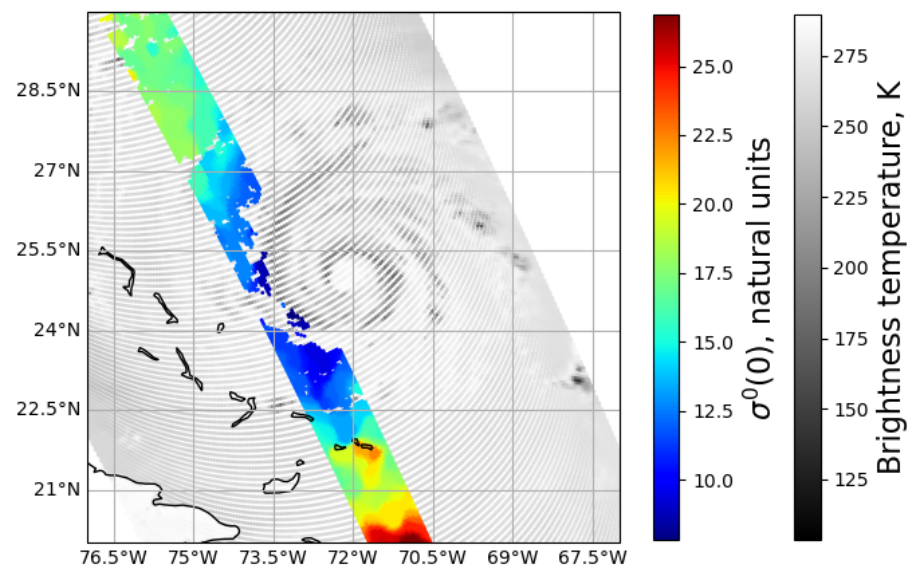 28.5°N
27°N
25.5°N
24°N
22.5°N
21°N
76.5°W 75°W 73.5°W 72°W 70.5°W 69°W 67.5°W
25.0
22.5
20.0
17.5
15.0
12.5
10.0
σ⁰(0), natural units
275
250
225
200
175
150
125
Brightness temperature, K